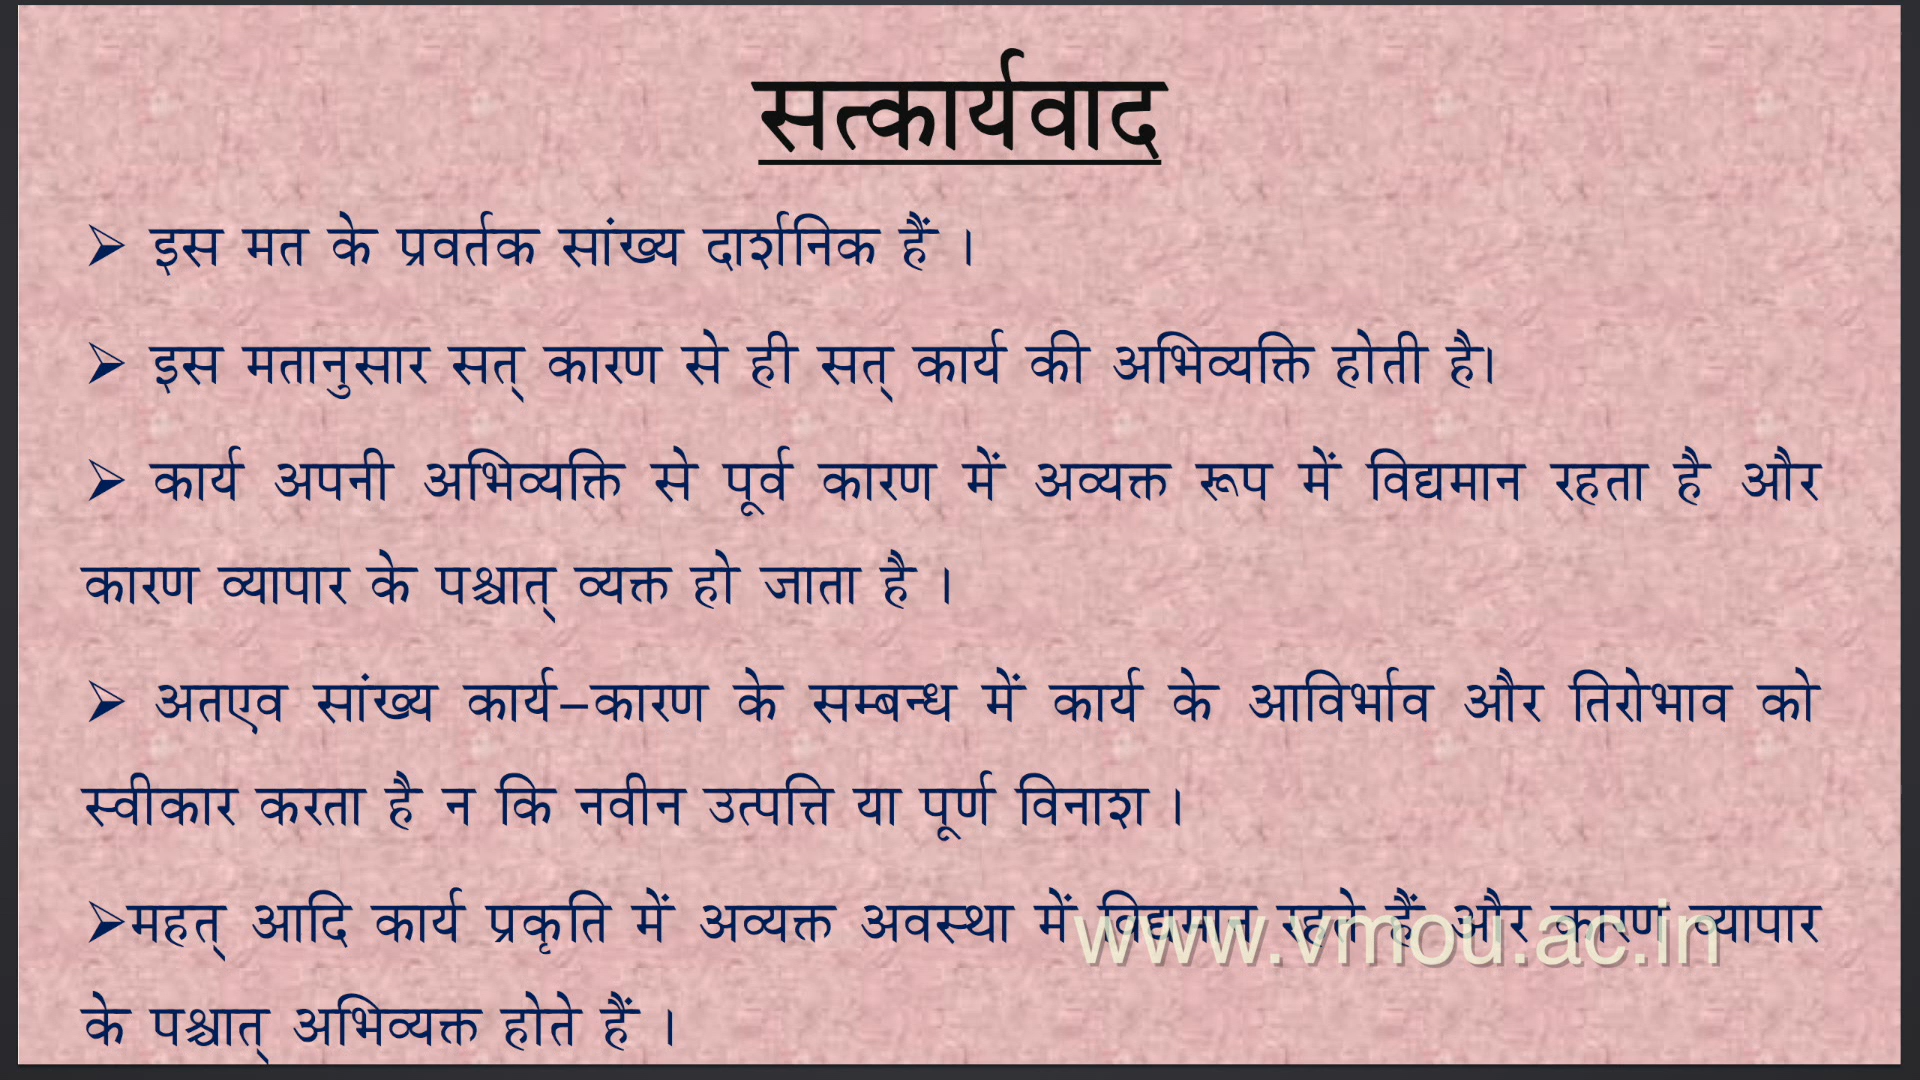 सत्कार्यवाद
➢ इस मत के प्रवर्तक सांख्य दार्शनिक हैं ।
➢ इस मतानुसार सत् कारण से ही सत् कार्य की अभिव्यक्ति होती है।
➢ कार्य अपनी अभिव्यक्ति से पूर्व कारण में अव्यक्त रूप में विद्यमान रहता है और
कारण व्यापार के पश्चात् व्यक्त हो जाता है ।
➢ अतएव सांख्य कार्य–कारण के सम्बन्ध में कार्य के आविर्भाव और तिरोभाव को
स्वीकार करता है न कि नवीन उत्पत्ति या पूर्ण विनाश ।
➢महत् आदि कार्य प्रकृति में अव्यक्त अवस्था में विद्यमान रहते हैं और कारण व्यापार
www.vmou.ac.in
के पश्चात् अभिव्यक्त होते हैं ।